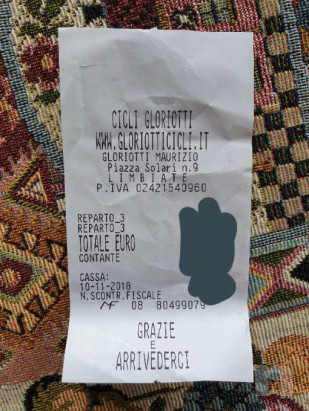 CICLI GLORIOTTI
WWW.GLORIOTTICICLI.IT
GLORIOTTI MAURIZIO
Piazza Solari n.9
LIMBIATE
P.IVA 02421540960
REPARTO_3
REPARTO_3
TOTALE EURO
CONTANTE
CASSA:
10-11-2018
N.SCONTR.FISCALE
MF 08 80499079
GRAZIE
E
ARRIVEDERCI